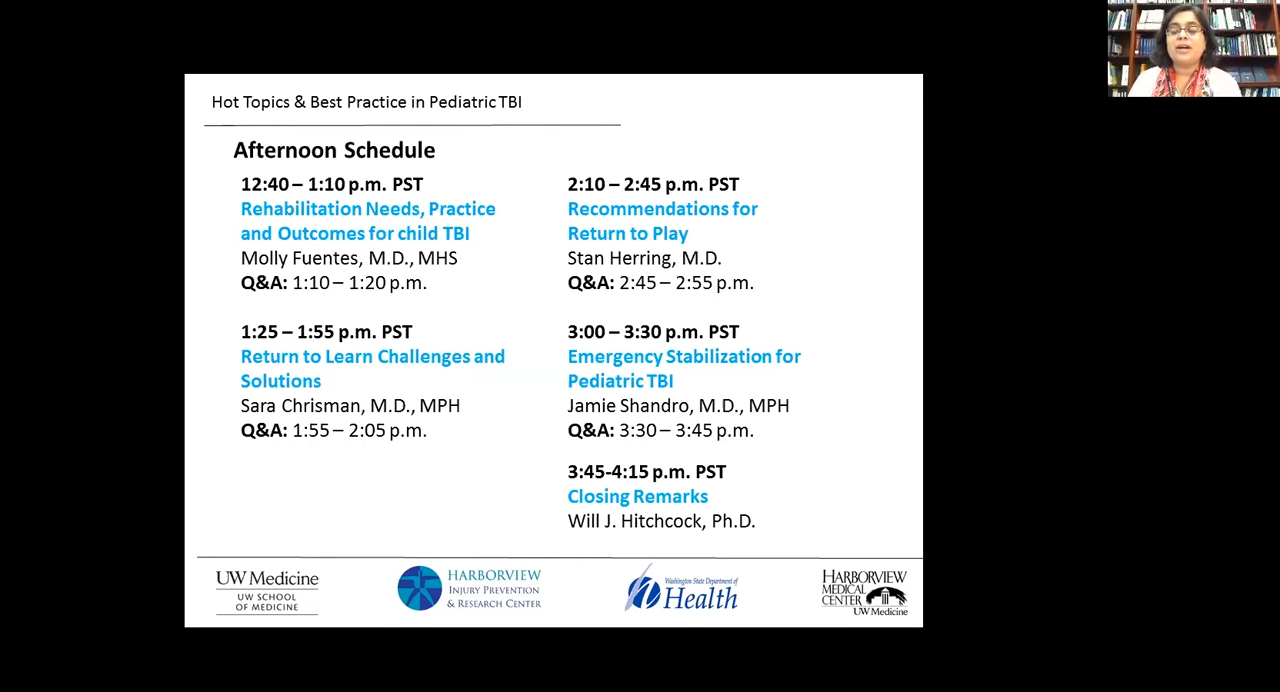 Hot Topics & Best Practice in Pediatric TBI
Afternoon Schedule
12:40 – 1:10 p.m. PST
Rehabilitation Needs, Practice
and Outcomes for child TBI
Molly Fuentes, M.D., MHS
Q&A: 1:10 – 1:20 p.m.
1:25 – 1:55 p.m. PST
Return to Learn Challenges and
Solutions
Sara Chrisman, M.D., MPH
Q&A: 1:55 – 2:05 p.m.
2:10 – 2:45 p.m. PST
Recommendations for
Return to Play
Stan Herring, M.D.
Q&A: 2:45 – 2:55 p.m.
3:00 – 3:30 p.m. PST
Emergency Stabilization for
Pediatric TBI
Jamie Shandro, M.D., MPH
Q&A: 3:30 – 3:45 p.m.
3:45-4:15 p.m. PST
Closing Remarks
Will J. Hitchcock, Ph.D.
UW Medicine
UW SCHOOL
OF MEDICINE
HARBORVIEW
INJURY PREVENTION
& RESEARCH CENTER
Washington State Department of
Health
HARBORVIEW
MEDICAL
CENTER
UW Medicine